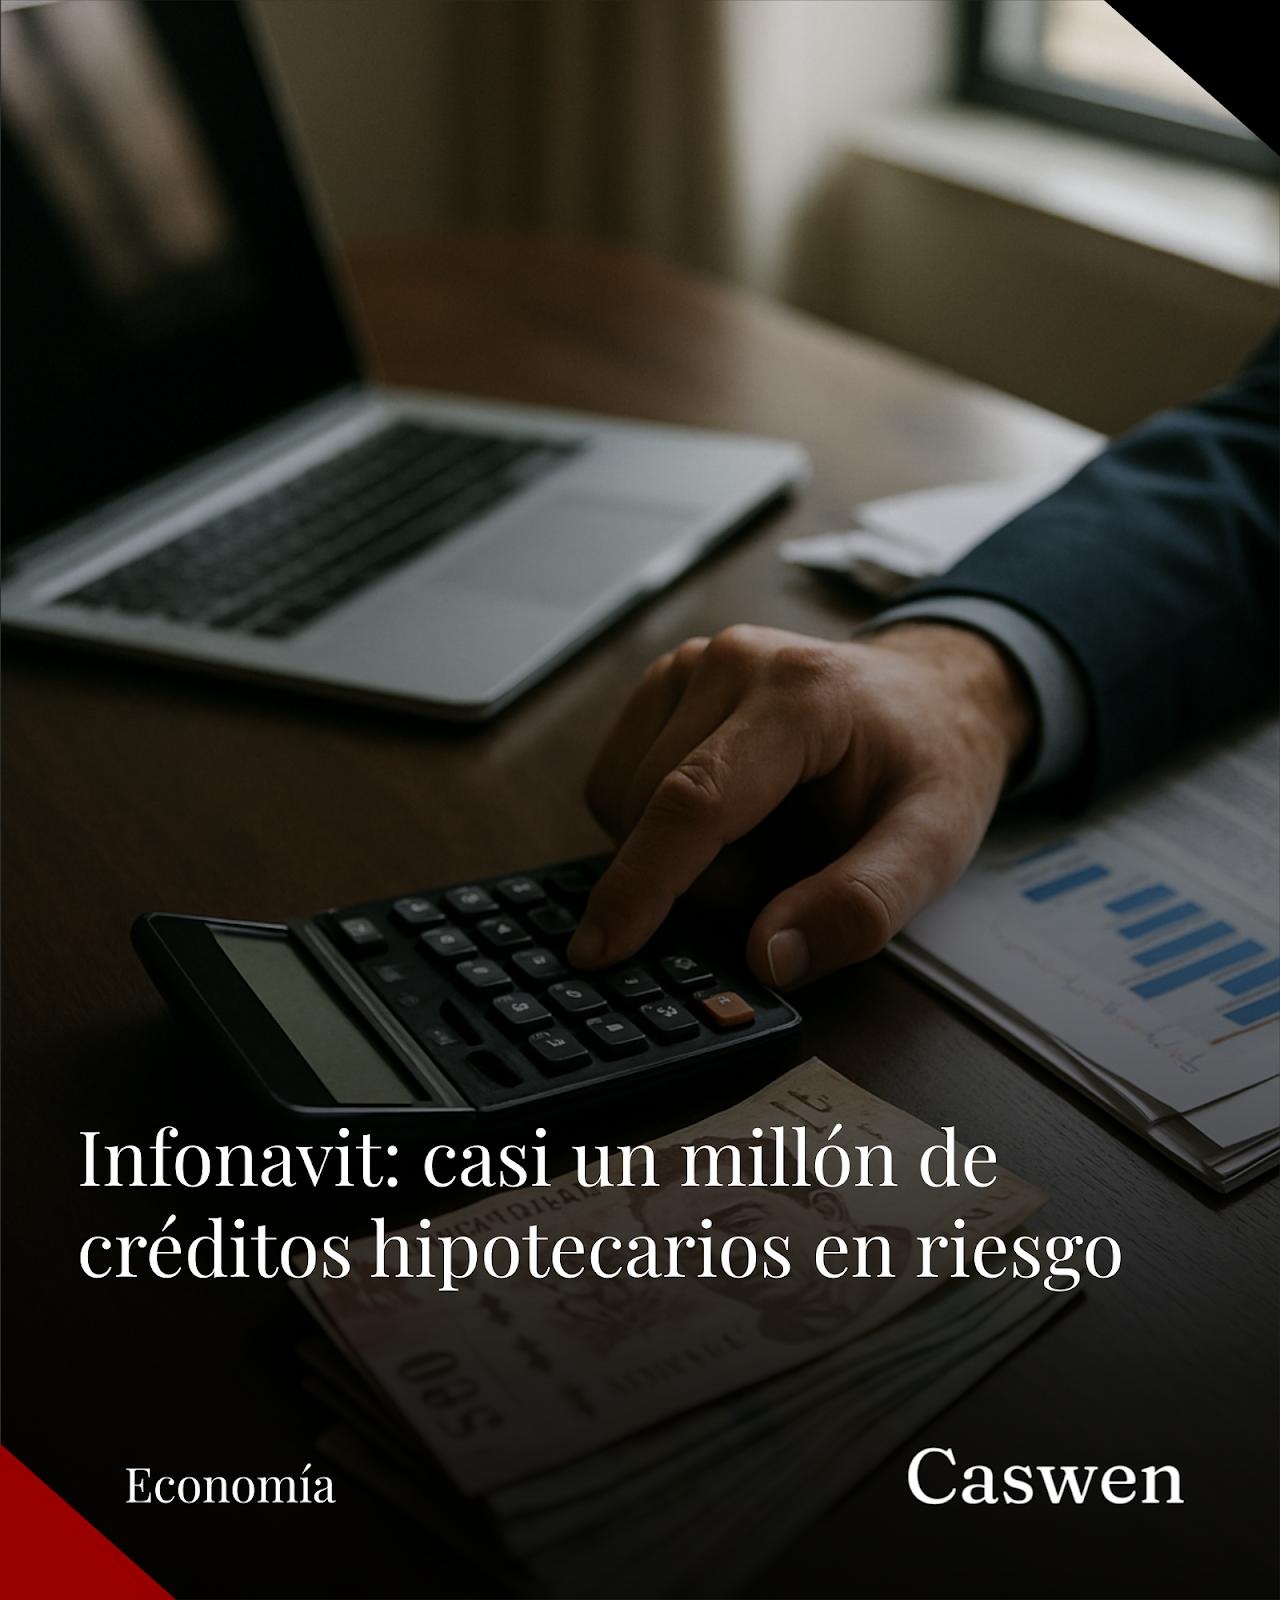 Infonavit: casi un millón de
créditos hipotecarios en riesgo
Economía
Caswen